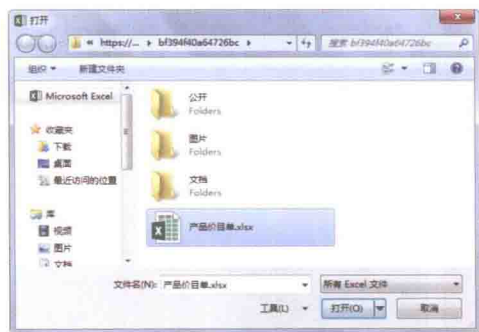 打开
« https://... ▸ bf394f40a64726bc ▸
搜索 bf394f40a64726bc
组织 ▾ 新建文件夹
Microsoft Excel
收藏夹
下载
桌面
最近访问的位置
库
视频
图片
文档
公开
Folders
图片
Folders
文档
Folders
产品价目单.xlsx
文件名(N): 产品价目单.xlsx
所有 Excel 文件
工具(L)
打开(O)
取消